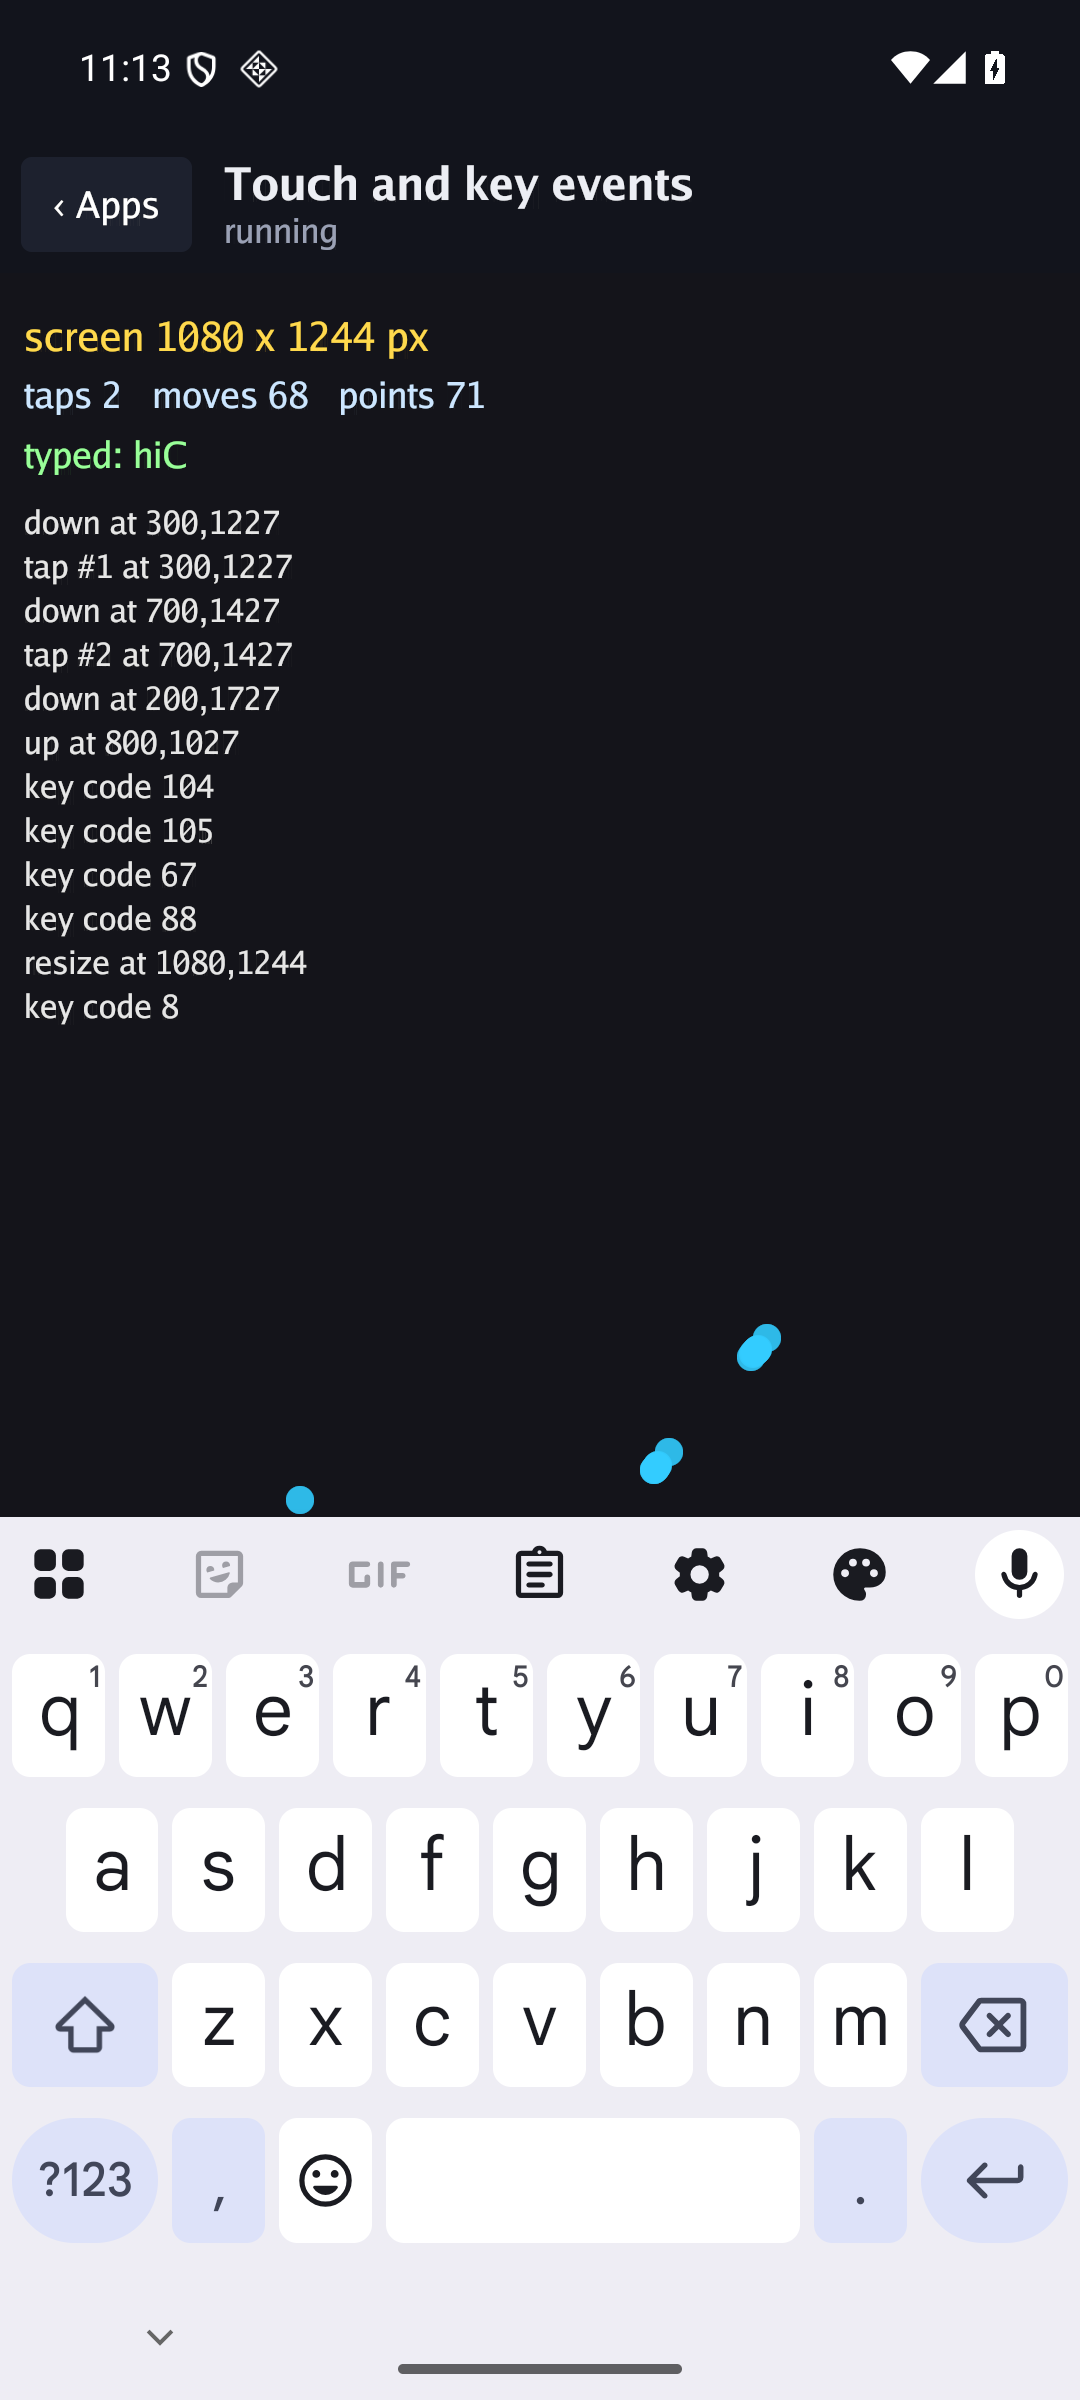 11:13
‹ Apps
Touch and key events
running
screen 1080 x 1244 px
taps 2 moves 68 points 71
typed: hiC
down at 300,1227
tap #1 at 300,1227
down at 700,1427
tap #2 at 700,1427
down at 200,1727
up at 800,1027
key code 104
key code 105
key code 67
key code 88
resize at 1080,1244
key code 8
GIF
q1 w2 e3 r4 t5 y6 u7 i8 o9 p0
a s d f g h j k l
z x c v b n m
?123 , .